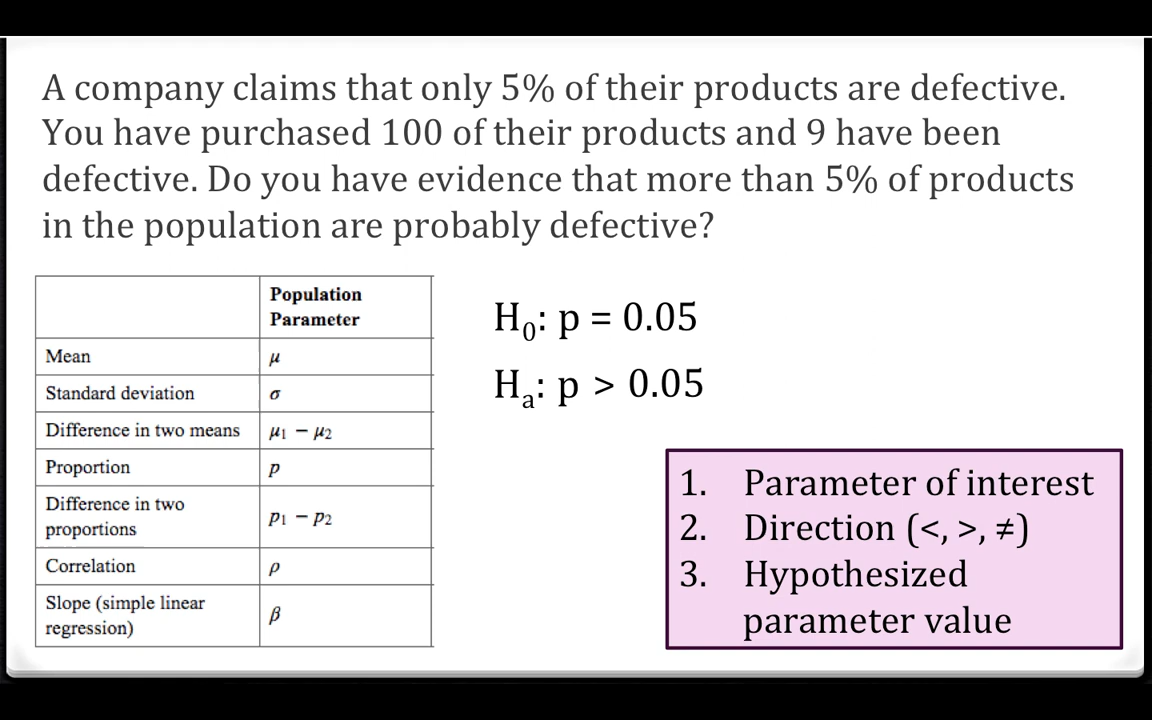 A company claims that only 5% of their products are defective.
You have purchased 100 of their products and 9 have been
defective. Do you have evidence that more than 5% of products
in the population are probably defective?
Population
Parameter
Mean μ
Standard deviation σ
Difference in two means μ₁ − μ₂
Proportion p
Difference in two
proportions p₁ − p₂
Correlation ρ
Slope (simple linear
regression) β
H₀: p = 0.05
Hₐ: p > 0.05
1. Parameter of interest
2. Direction (<, >, ≠)
3. Hypothesized
parameter value